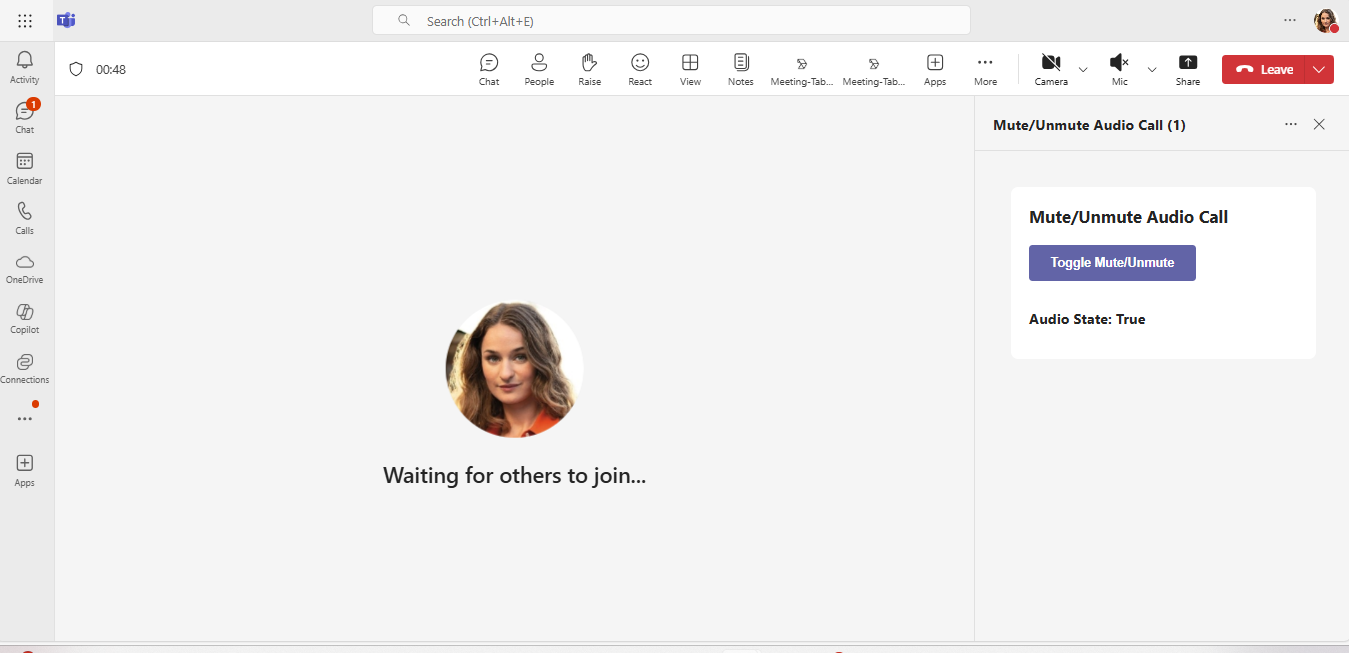 Search (Ctrl+Alt+E)
Activity
1
Chat
Calendar
Calls
OneDrive
Copilot
Connections
Apps
00:48
Chat
People
Raise
React
View
Notes
Meeting-Tab...
Meeting-Tab...
Apps
More
Camera
Mic
Share
Leave
Waiting for others to join...
Mute/Unmute Audio Call (1)
Mute/Unmute Audio Call
Toggle Mute/Unmute
Audio State: True